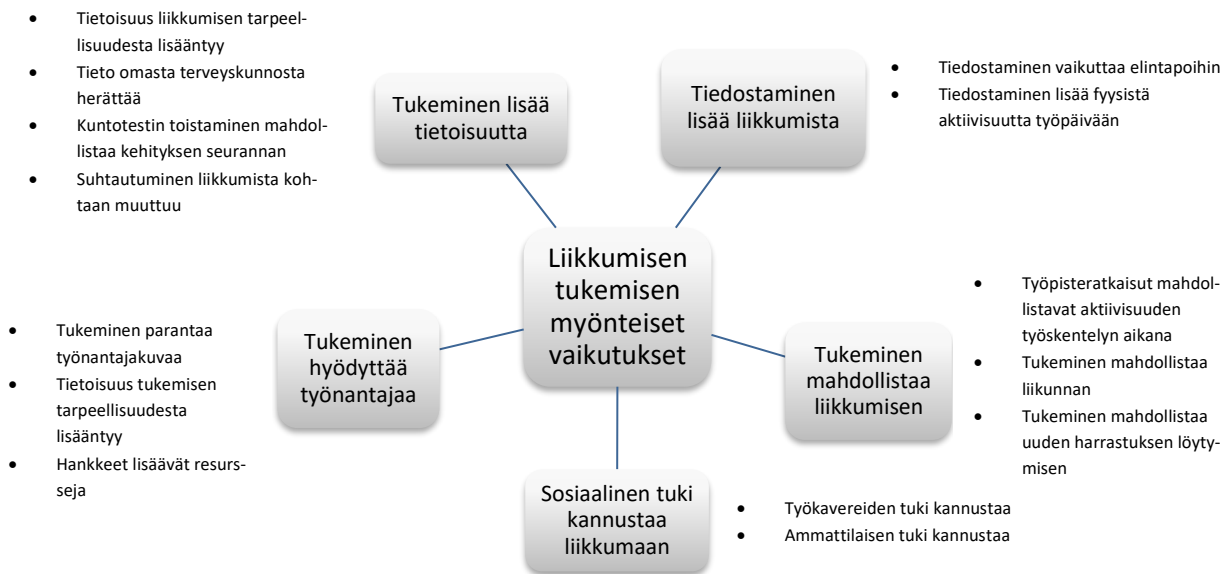 • Tietoisuus liikkumisen tarpeel-
lisuudesta lisääntyy
• Tieto omasta terveyskunnosta
herättää
• Kuntotestin toistaminen mahdol-
listaa kehityksen seurannan
• Suhtautuminen liikkumista koh-
taan muuttuu
Tukeminen lisää
tietoisuutta
Tiedostaminen
lisää liikkumista
• Tiedostaminen vaikuttaa elintapoihin
• Tiedostaminen lisää fyysistä
aktiivisuutta työpäivään
Liikkumisen
tukemisen
myönteiset
vaikutukset
• Tukeminen parantaa
työnantajakuvaa
• Tietoisuus tukemisen
tarpeellisuudesta
lisääntyy
• Hankkeet lisäävät resurs-
seja
Tukeminen
hyödyttää
työnantajaa
Tukeminen
mahdollistaa
liikkumisen
• Työpisteratkaisut mahdol-
listavat aktiivisuuden
työskentelyn aikana
• Tukeminen mahdollistaa
liikunnan
• Tukeminen mahdollistaa
uuden harrastuksen löyty-
misen
Sosiaalinen tuki
kannustaa
liikkumaan
• Työkavereiden tuki kannustaa
• Ammattilaisen tuki kannustaa